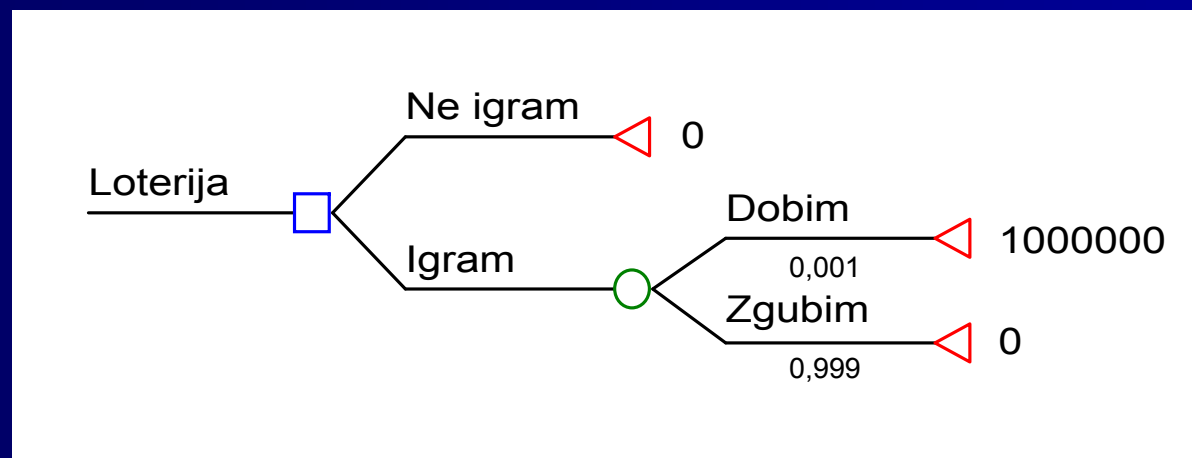 Ne igram
0
Loterija
Dobim
1000000
0,001
Igram
Zgubim
0
0,999